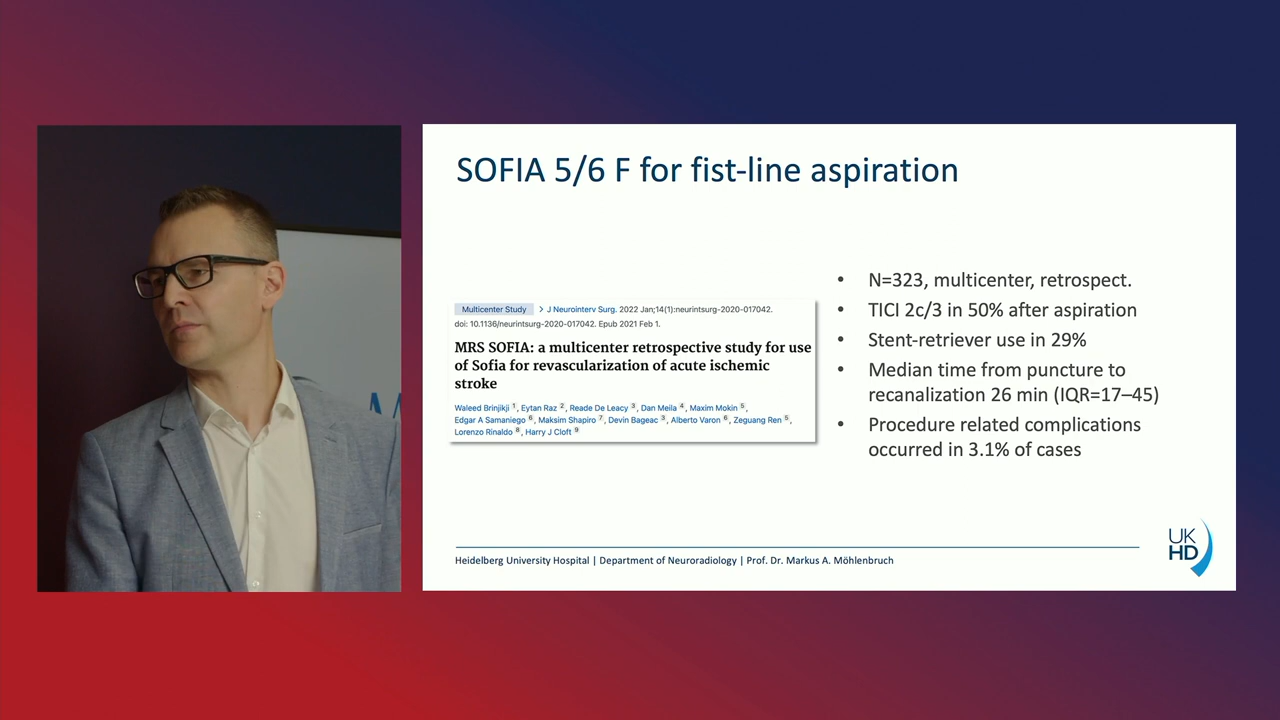 SOFIA 5/6 F for fist-line aspiration
Multicenter Study > J Neurointerv Surg. 2022 Jan;14(1):neurintsurg-2020-017042.
doi: 10.1136/neurintsurg-2020-017042. Epub 2021 Feb 1.
MRS SOFIA: a multicenter retrospective study for use
of Sofia for revascularization of acute ischemic
stroke
Waleed Brinjikji 1, Eytan Raz 2, Reade De Leacy 3, Dan Meila 4, Maxim Mokin 5,
Edgar A Samaniego 6, Maksim Shapiro 7, Devin Bageac 3, Alberto Varon 6, Zeguang Ren 5,
Lorenzo Rinaldo 8, Harry J Cloft 9
• N=323, multicenter, retrospect.
• TICI 2c/3 in 50% after aspiration
• Stent-retriever use in 29%
• Median time from puncture to
recanalization 26 min (IQR=17–45)
• Procedure related complications
occurred in 3.1% of cases
Heidelberg University Hospital | Department of Neuroradiology | Prof. Dr. Markus A. Möhlenbruch
UK
HD